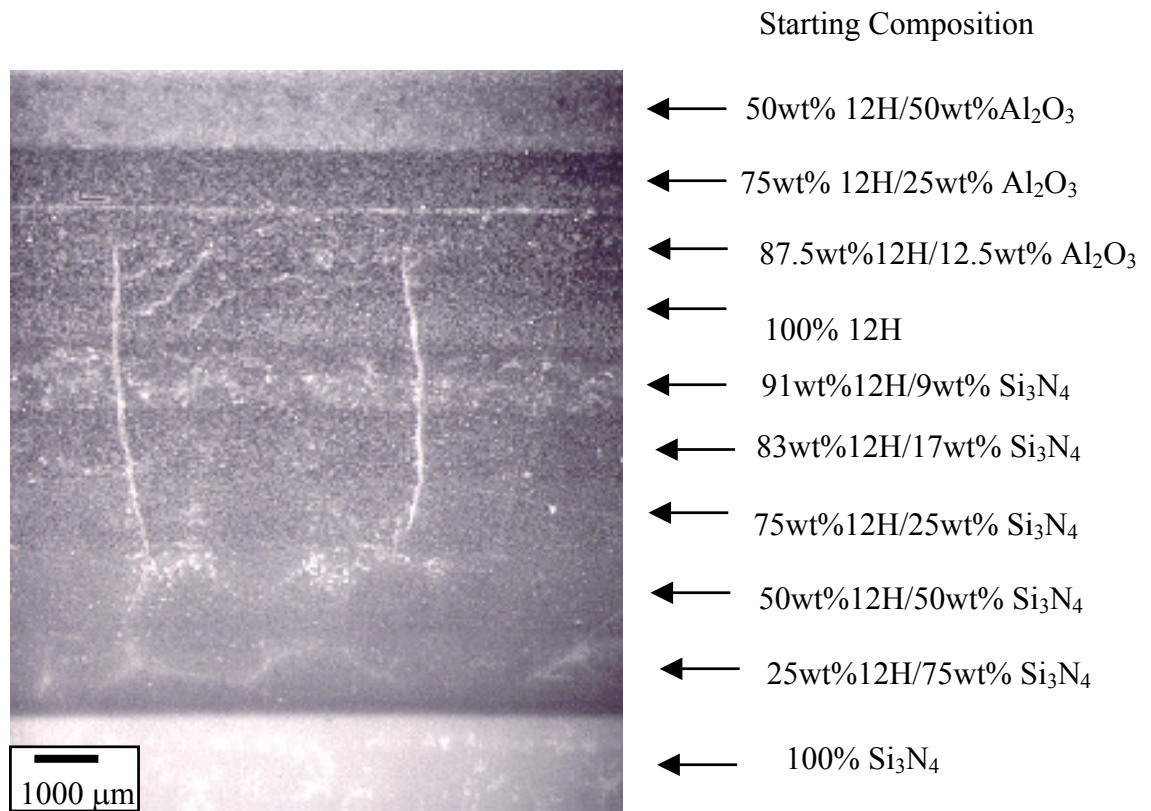 Starting Composition
50wt% 12H/50wt%Al₂O₃
75wt% 12H/25wt% Al₂O₃
87.5wt%12H/12.5wt% Al₂O₃
100% 12H
91wt%12H/9wt% Si₃N₄
83wt%12H/17wt% Si₃N₄
75wt%12H/25wt% Si₃N₄
50wt%12H/50wt% Si₃N₄
25wt%12H/75wt% Si₃N₄
100% Si₃N₄
1000 μm